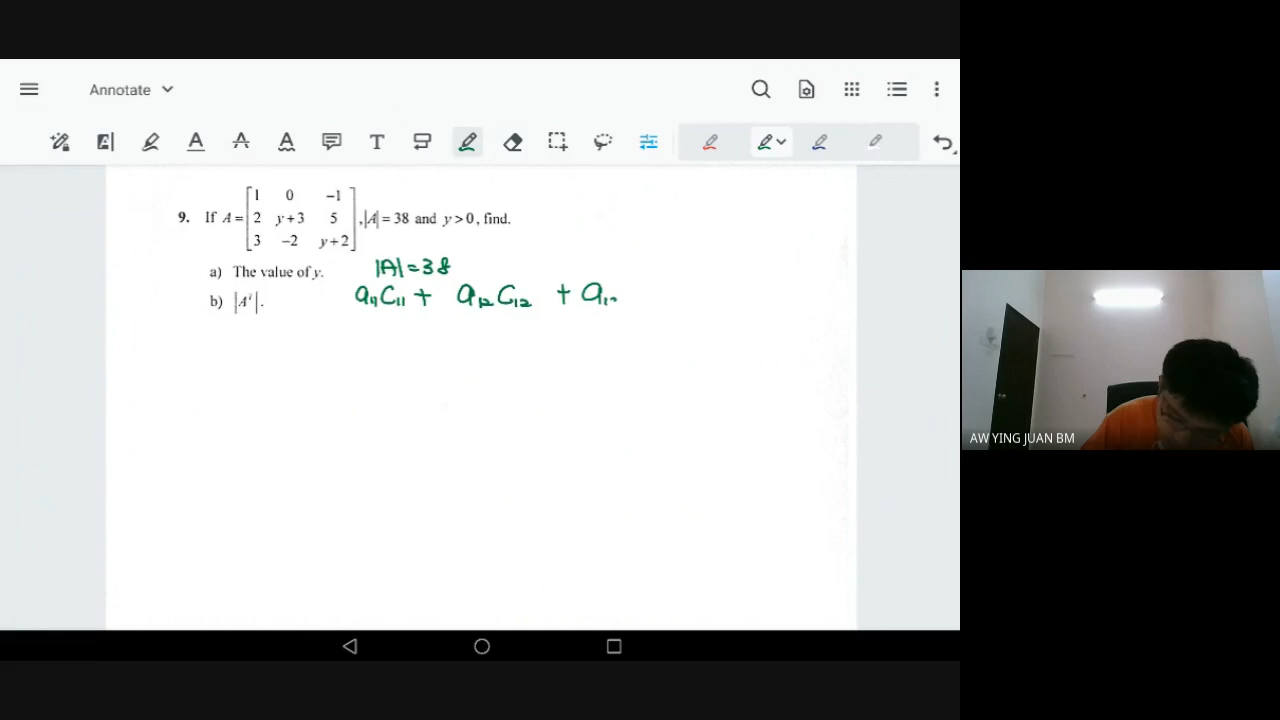 Annotate
9. If A = [1 0 −1; 2 y+3 5; 3 −2 y+2], |A| = 38 and y > 0, find.
a) The value of y. |A| = 38
b) |Aᵗ|. a₁₁C₁₁ + a₁₂C₁₂ + a₁
AW YING JUAN BM